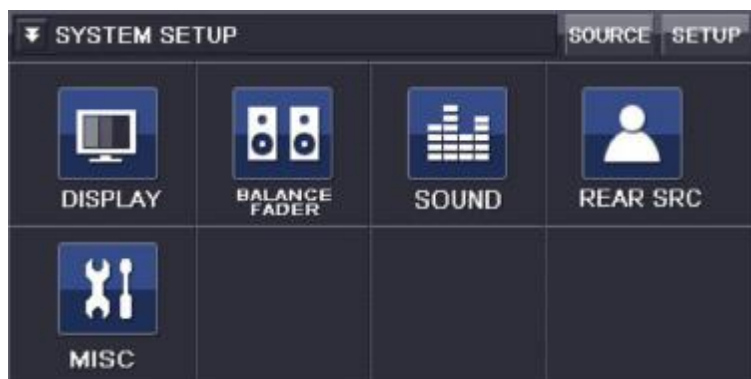 SYSTEM SETUP
SOURCE
SETUP
DISPLAY
BALANCE
FADER
SOUND
REAR SRC
MISC